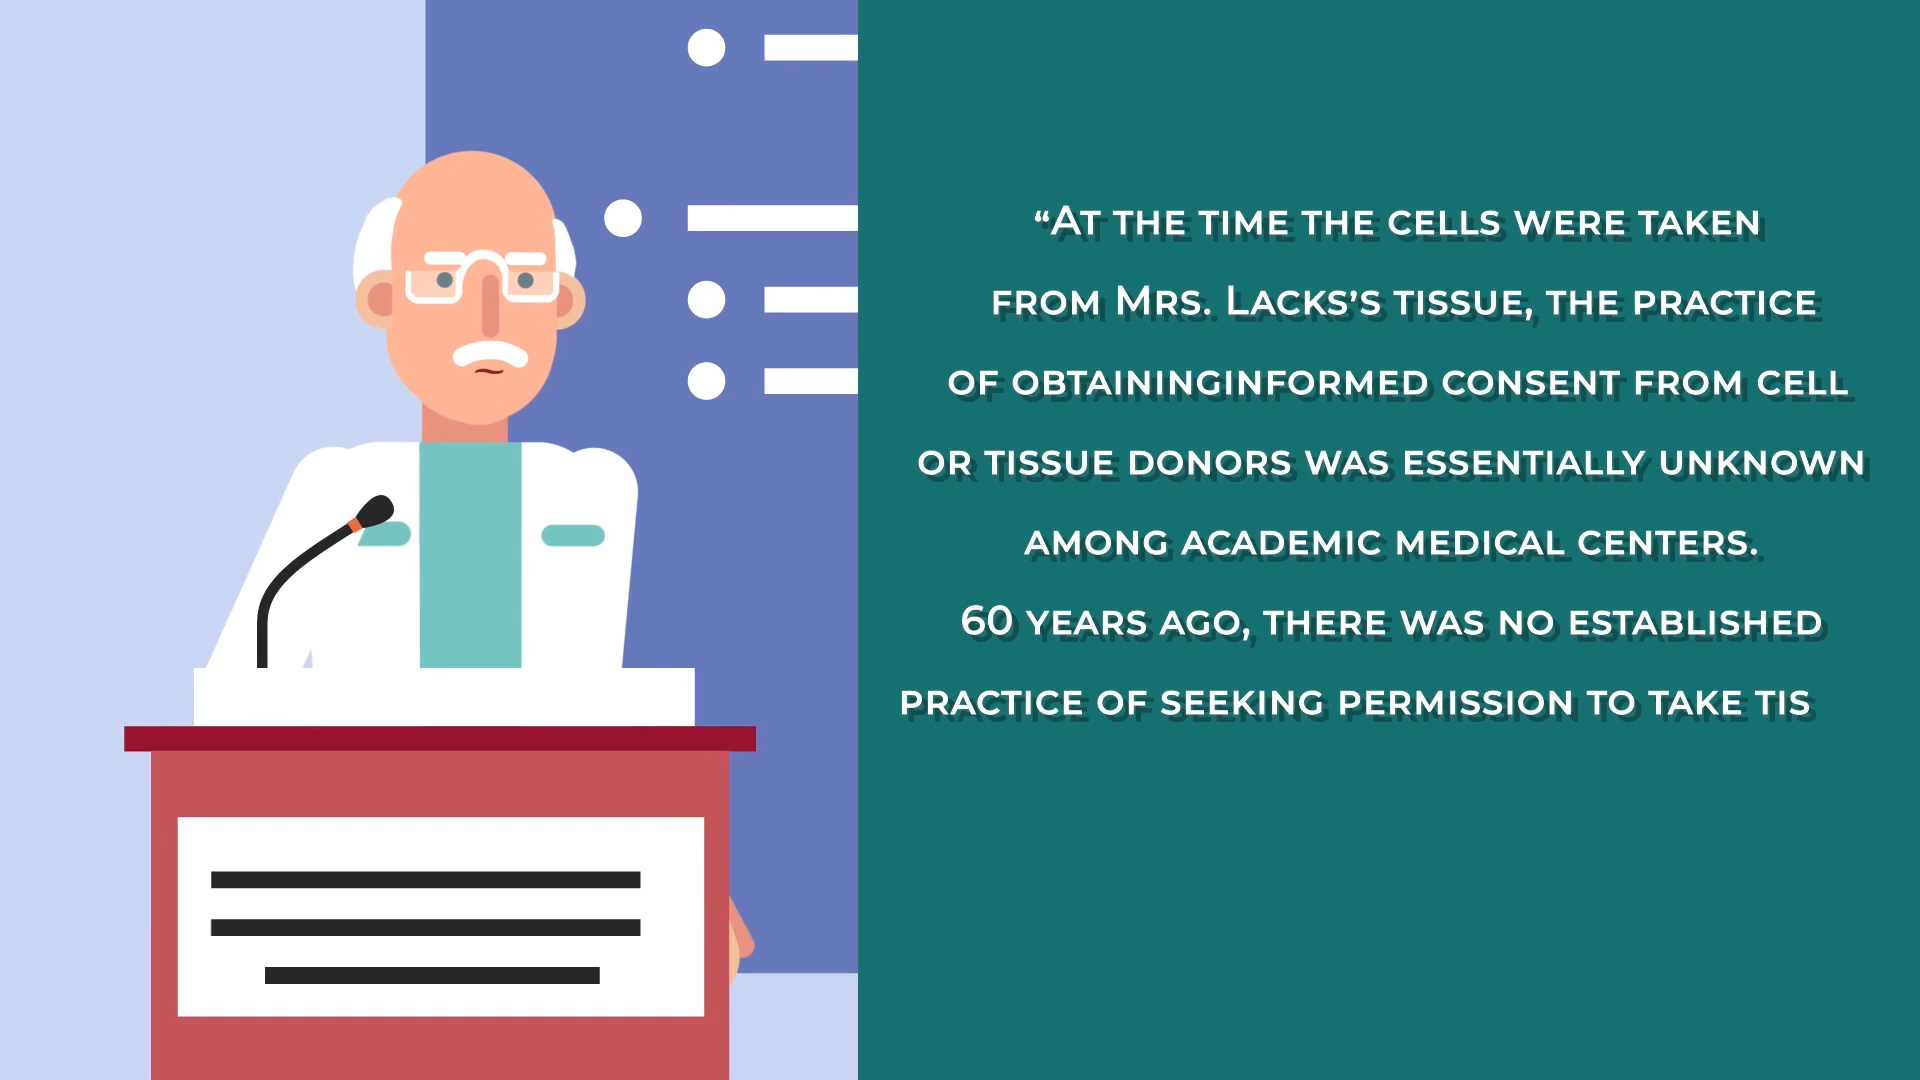 “At the time the cells were taken
from Mrs. Lacks’s tissue, the practice
of obtaininginformed consent from cell
or tissue donors was essentially unknown
among academic medical centers.
60 years ago, there was no established
practice of seeking permission to take tis